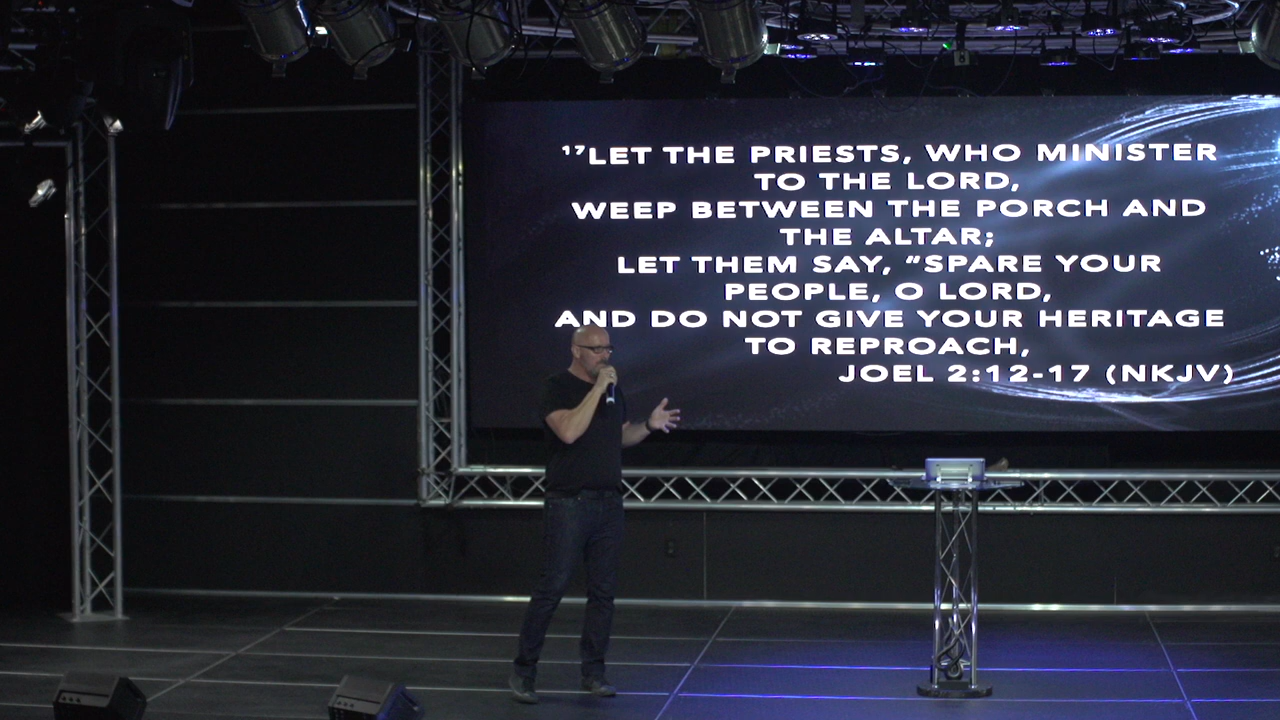 ¹⁷LET THE PRIESTS, WHO MINISTER
TO THE LORD,
WEEP BETWEEN THE PORCH AND
THE ALTAR;
LET THEM SAY, “SPARE YOUR
PEOPLE, O LORD,
AND DO NOT GIVE YOUR HERITAGE
TO REPROACH,
JOEL 2:12-17 (NKJV)
8